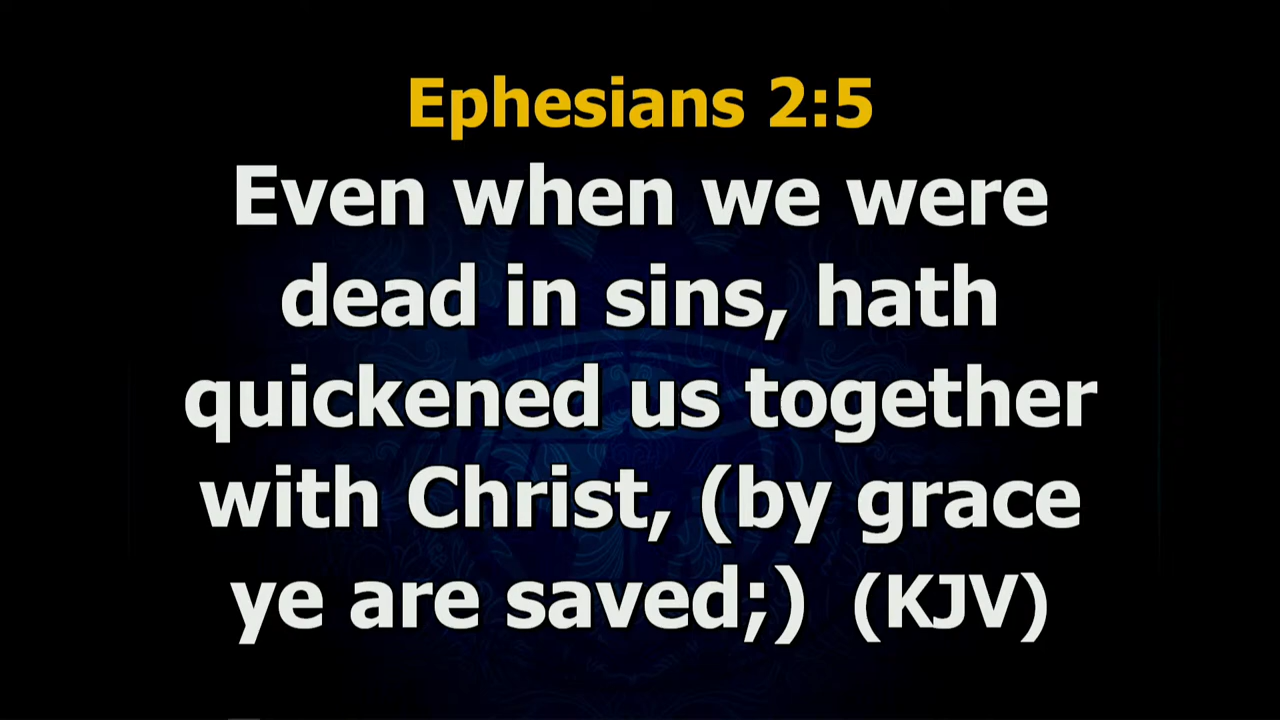 Ephesians 2:5
Even when we were
dead in sins, hath
quickened us together
with Christ, (by grace
ye are saved;) (KJV)